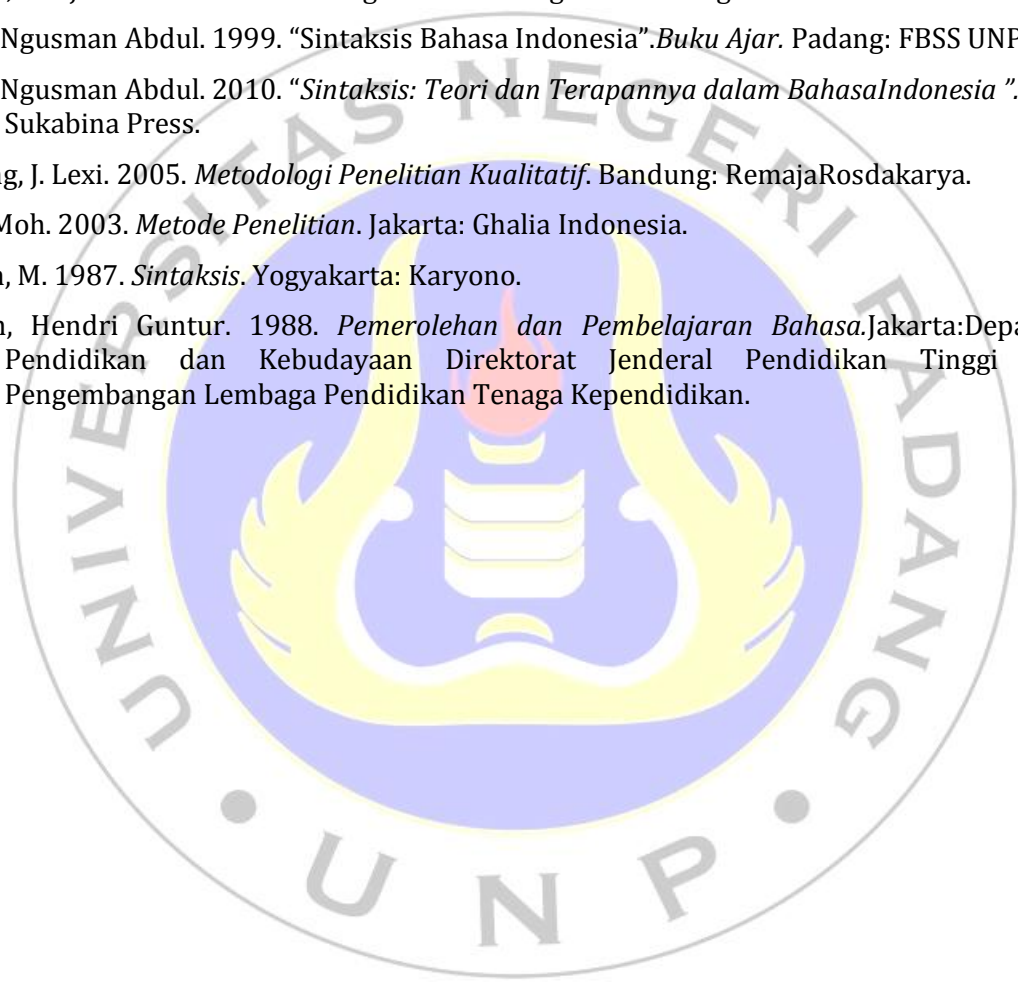 Ngusman Abdul. 1999. “Sintaksis Bahasa Indonesia”.Buku Ajar. Padang: FBSS UNP
Ngusman Abdul. 2010. “Sintaksis: Teori dan Terapannya dalam BahasaIndonesia ”.
Sukabina Press.
J. Lexi. 2005. Metodologi Penelitian Kualitatif. Bandung: RemajaRosdakarya.
Moh. 2003. Metode Penelitian. Jakarta: Ghalia Indonesia.
M. 1987. Sintaksis. Yogyakarta: Karyono.
Hendri Guntur. 1988. Pemerolehan dan Pembelajaran Bahasa.Jakarta:Depa
Pendidikan dan Kebudayaan Direktorat Jenderal Pendidikan Tinggi
Pengembangan Lembaga Pendidikan Tenaga Kependidikan.
UNIVERSITAS NEGERI PADANG
• UNP •